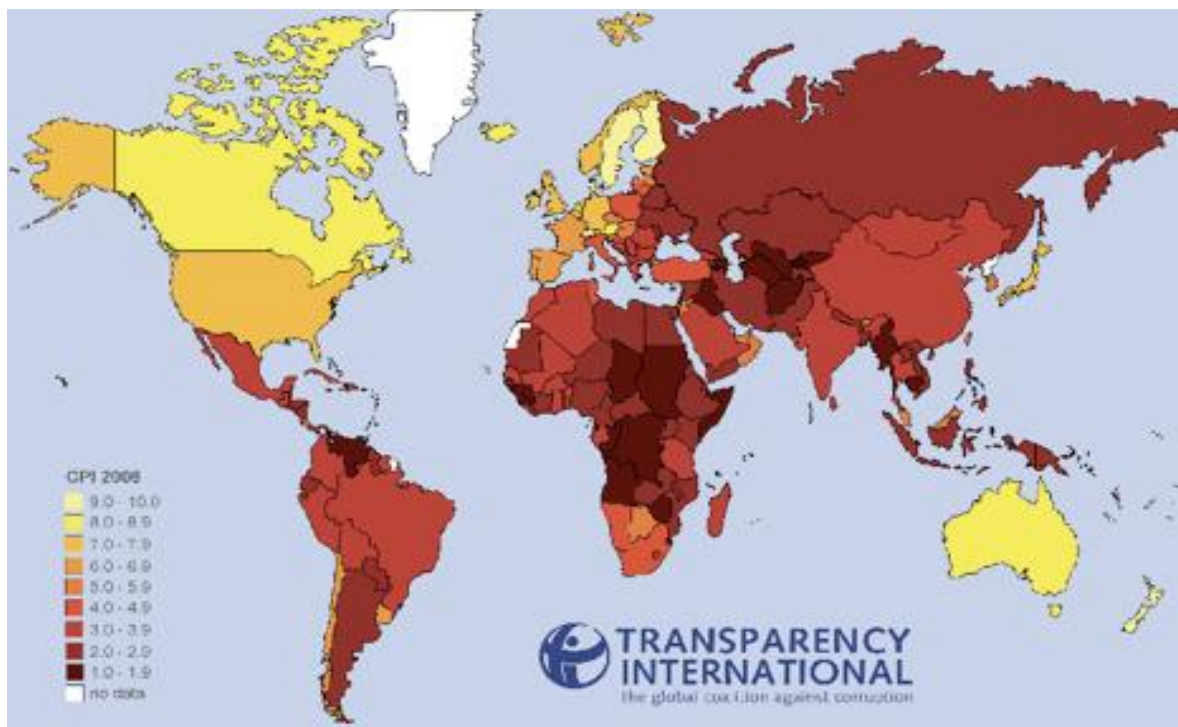 CPI 2008
9.0 - 10.0
8.0 - 8.9
7.0 - 7.9
6.0 - 6.9
5.0 - 5.9
4.0 - 4.9
3.0 - 3.9
2.0 - 2.9
1.0 - 1.9
no data
TRANSPARENCY
INTERNATIONAL
the global coalition against corruption